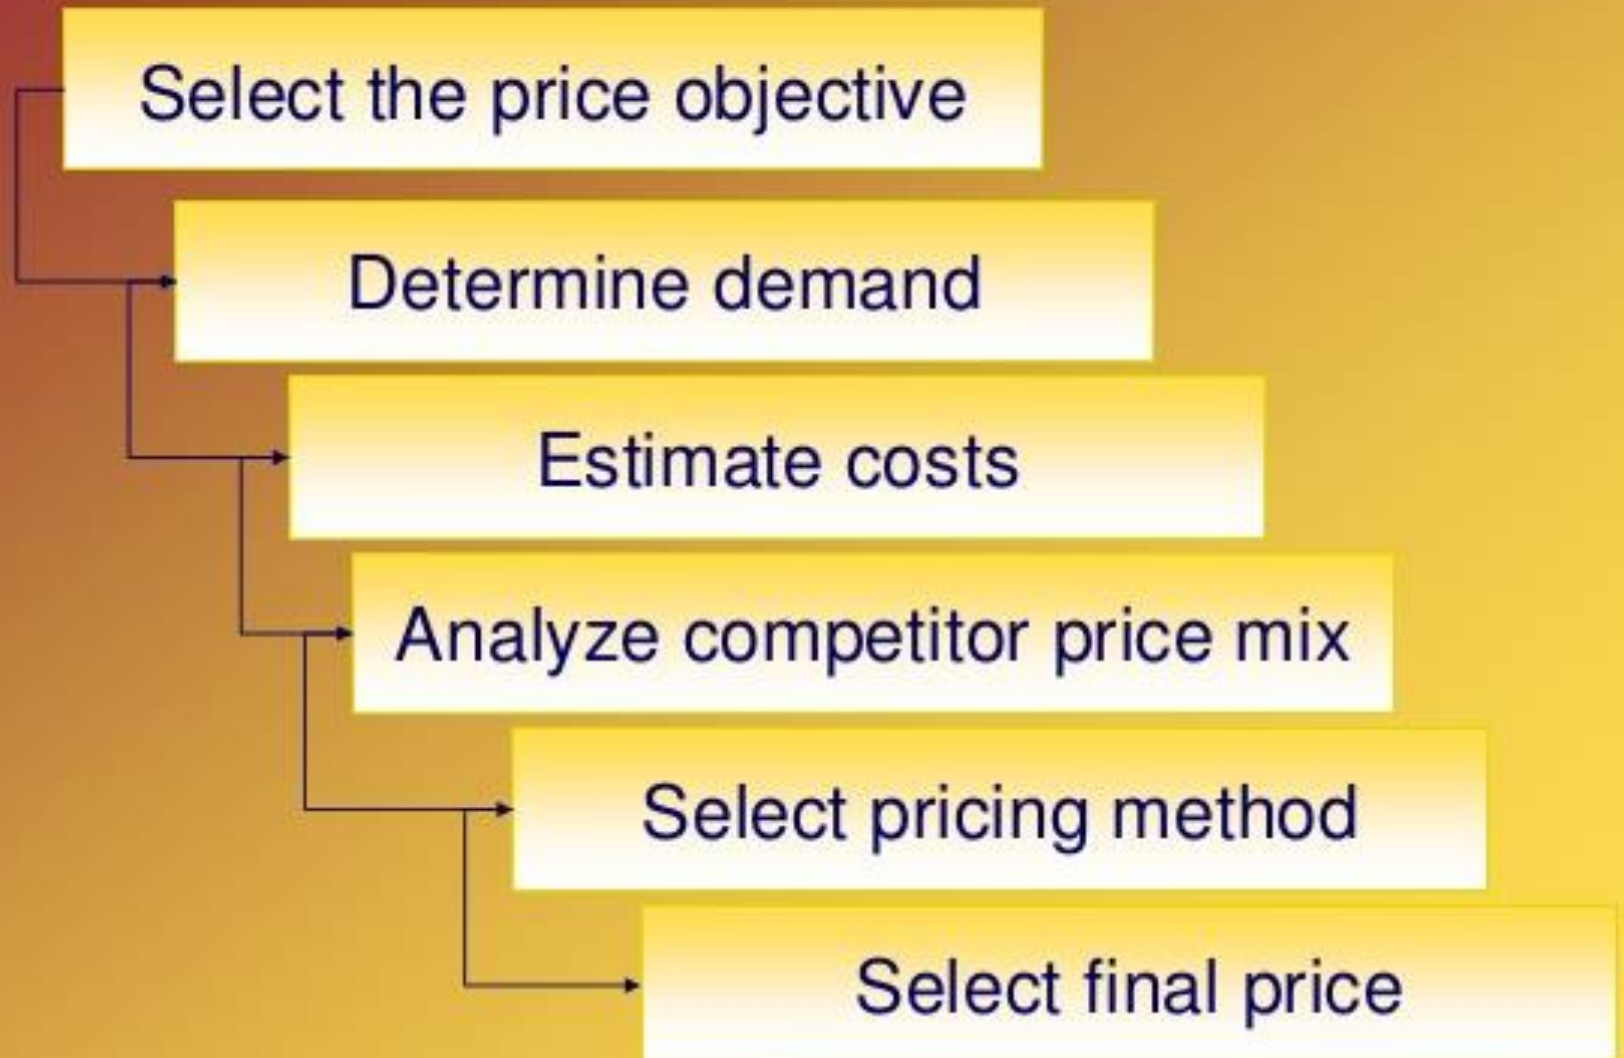 Select the price objective
Determine demand
Estimate costs
Analyze competitor price mix
Select pricing method
Select final price